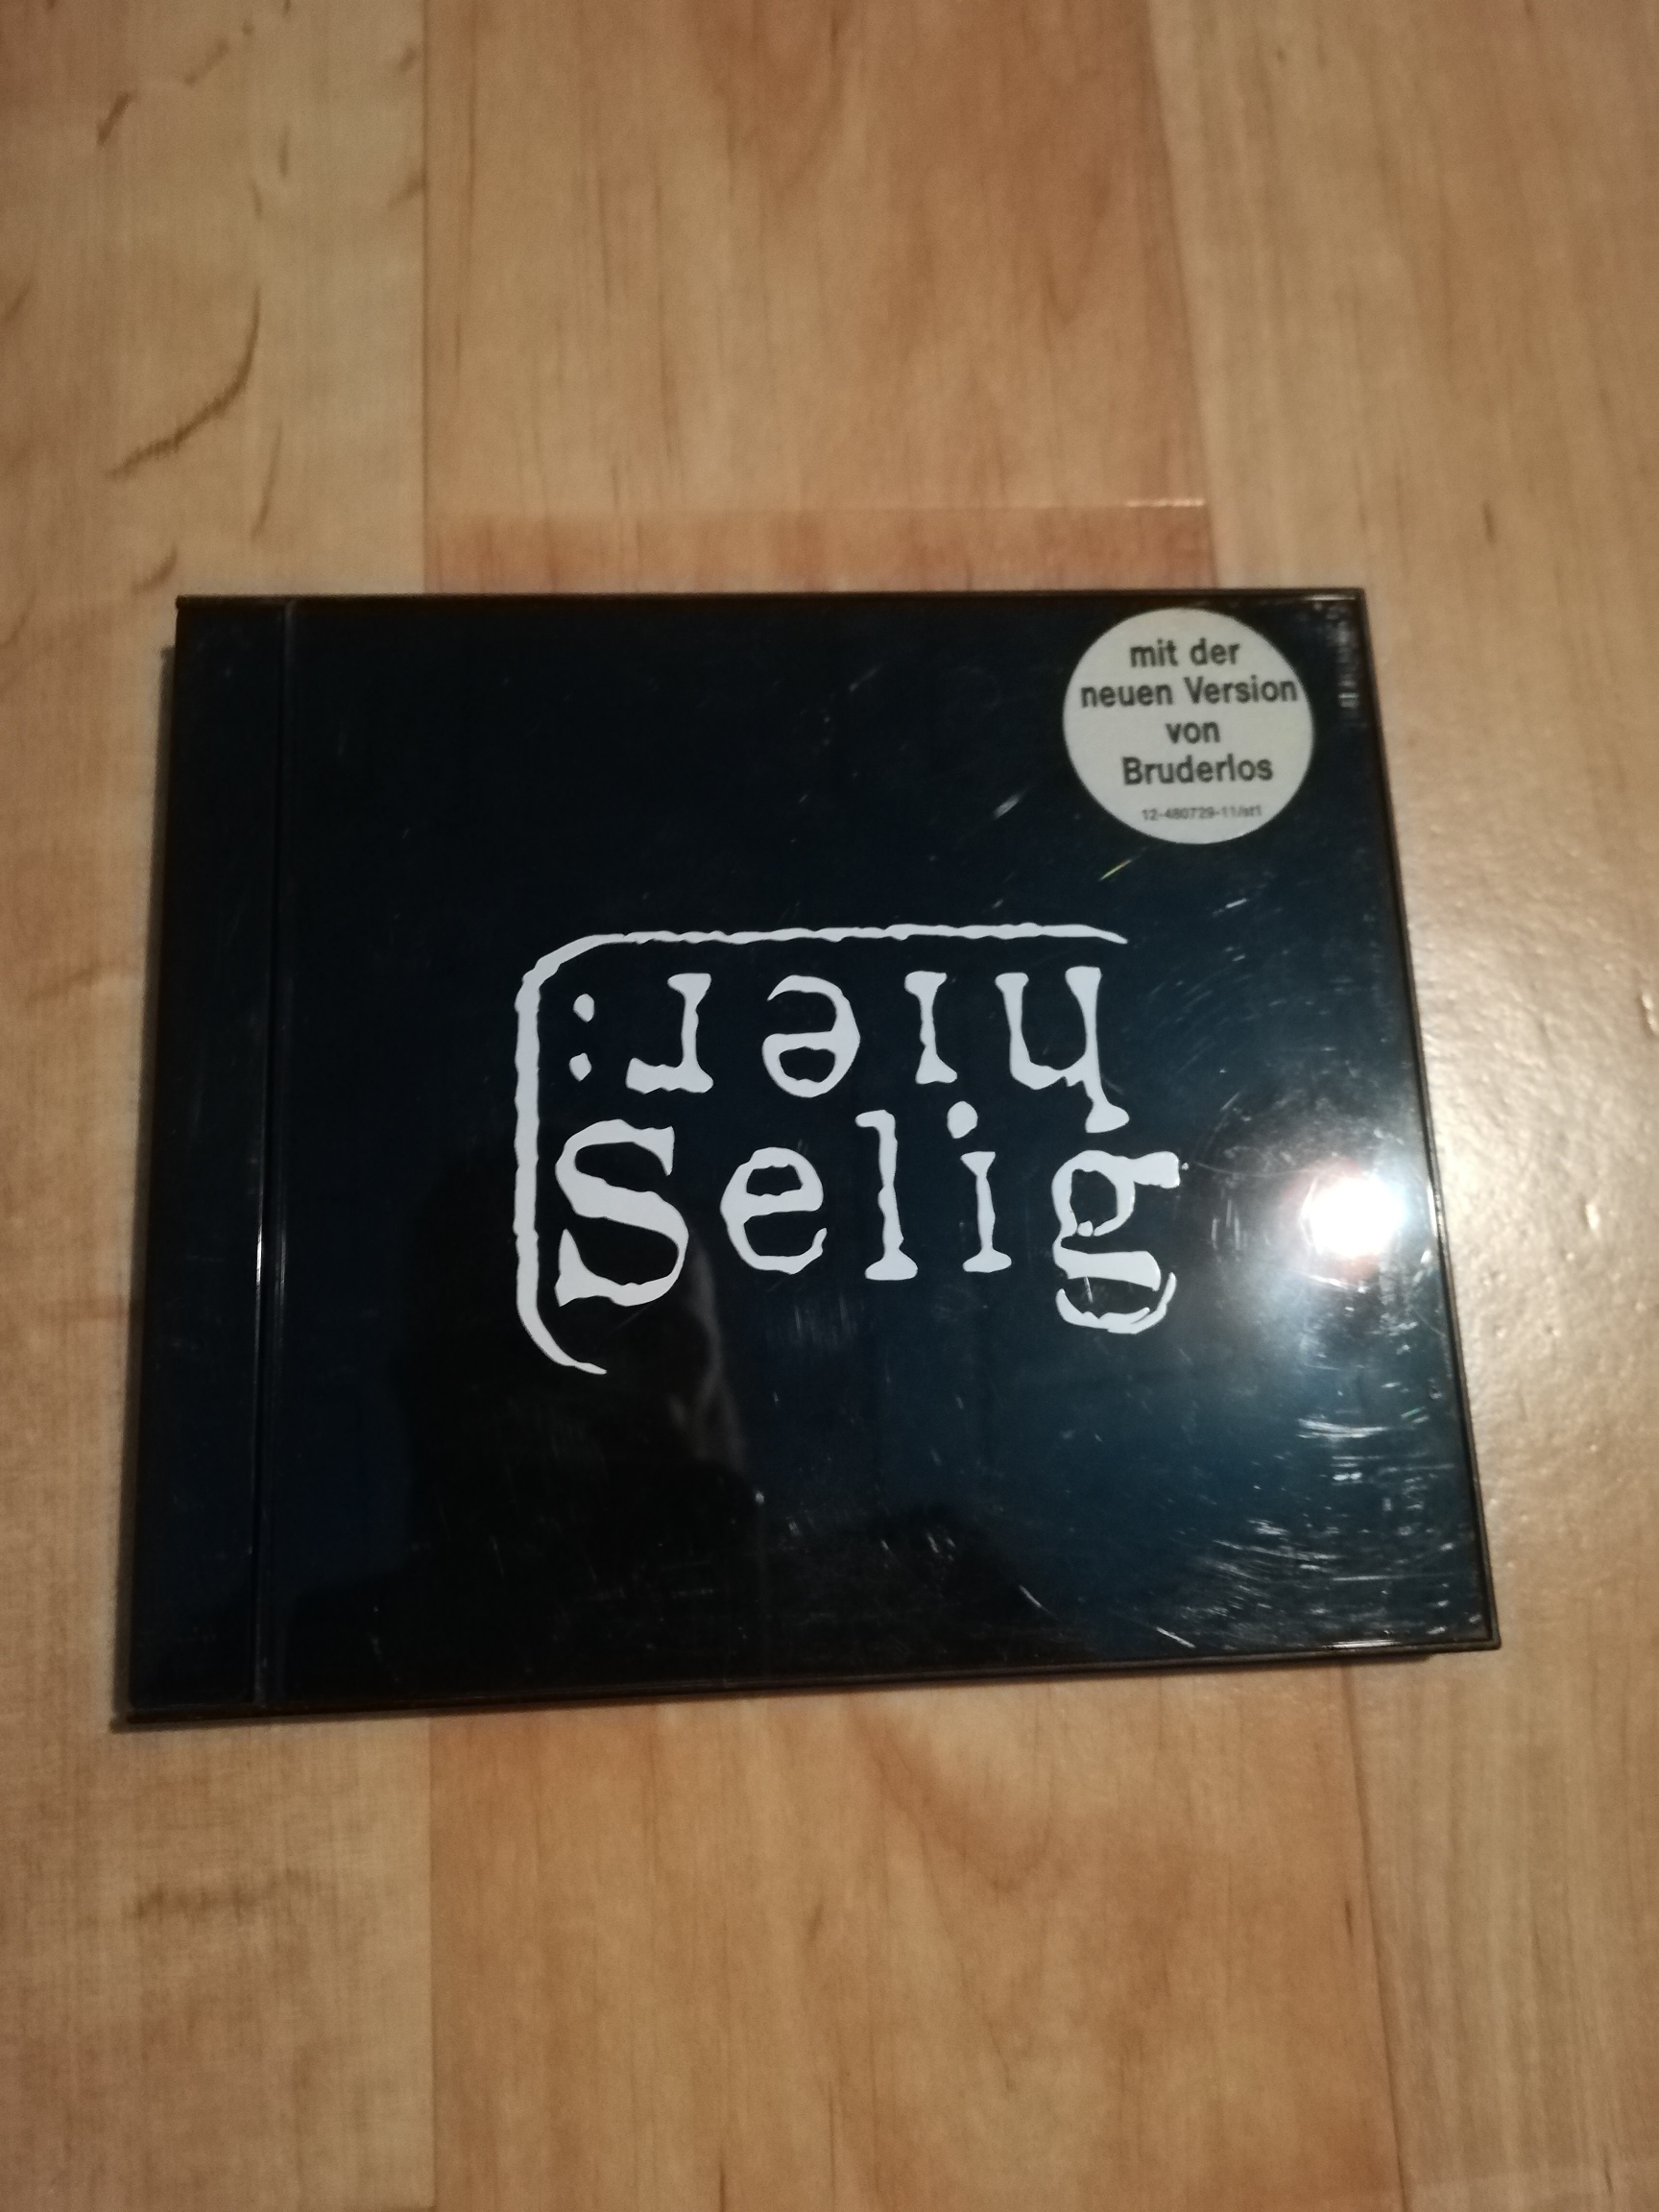 mit der
neuen Version
von
Bruderlos
12-480729-11/st1
hier:
Selig